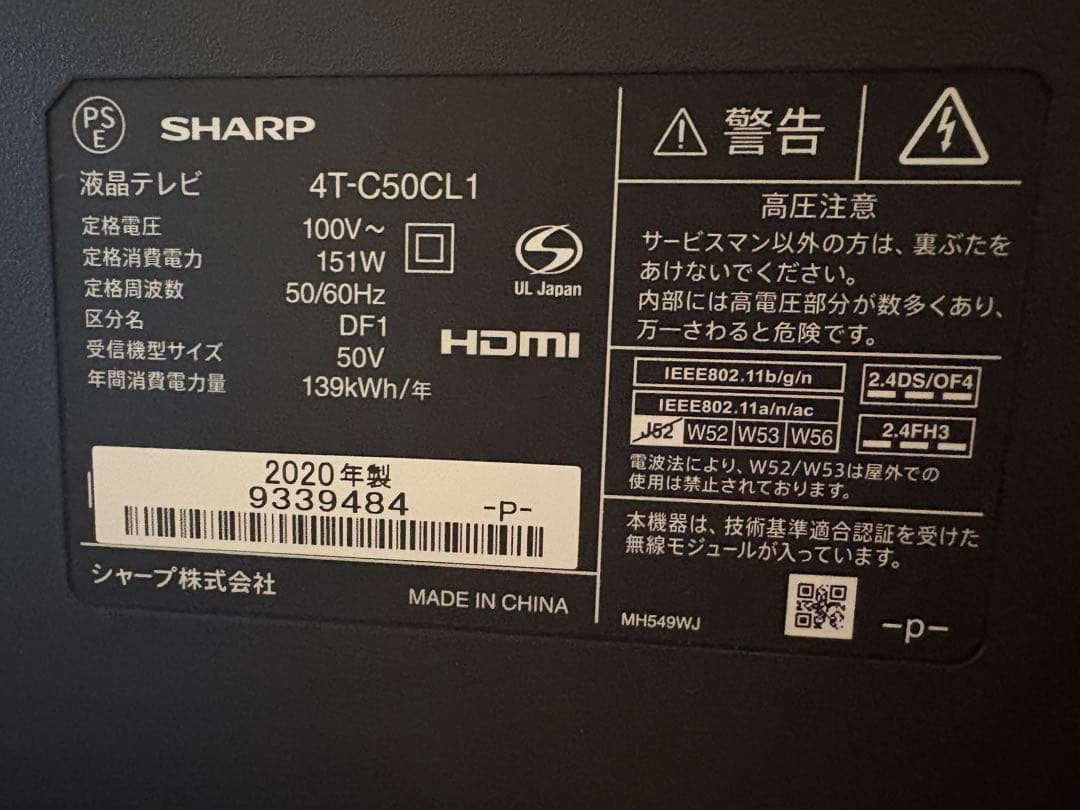 PSE
SHARP
液晶テレビ 4T-C50CL1
定格電圧 100V～
定格消費電力 151W
定格周波数 50/60Hz
区分名 DF1
受信機型サイズ 50V
年間消費電力量 139kWh/年
S
UL Japan
HDMI
2020年製
9339484 -P-
シャープ株式会社
MADE IN CHINA
警告
高圧注意
サービスマン以外の方は、裏ぶたを
あけないでください。
内部には高電圧部分が数多くあり、
万一さわると危険です。
IEEE802.11b/g/n
IEEE802.11a/n/ac
J52 W52 W53 W56
2.4DS/OF4
2.4FH3
電波法により、W52/W53は屋外での
使用は禁止されております。
本機器は、技術基準適合認証を受けた
無線モジュールが入っています。
MH549WJ
-p-